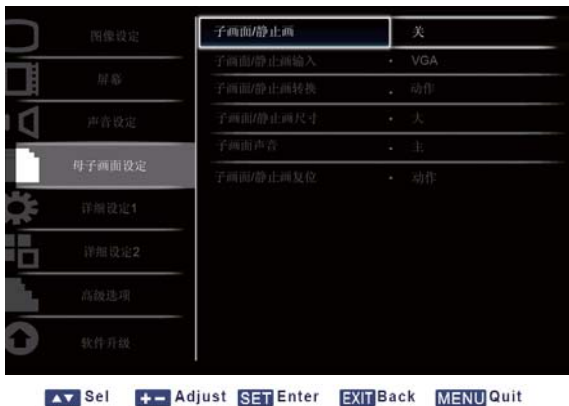 图像设定
屏幕
声音设定
母子画面设定
详细设定1
详细设定2
高级选项
软件升级
子画面/静止画 关
子画面/静止画输入 · VGA
子画面/静止画转换 · 动作
子画面/静止画尺寸 · 大
子画面声音 · 主
子画面/静止画复位 · 动作
▲▼ Sel + − Adjust SET Enter EXIT Back MENU Quit